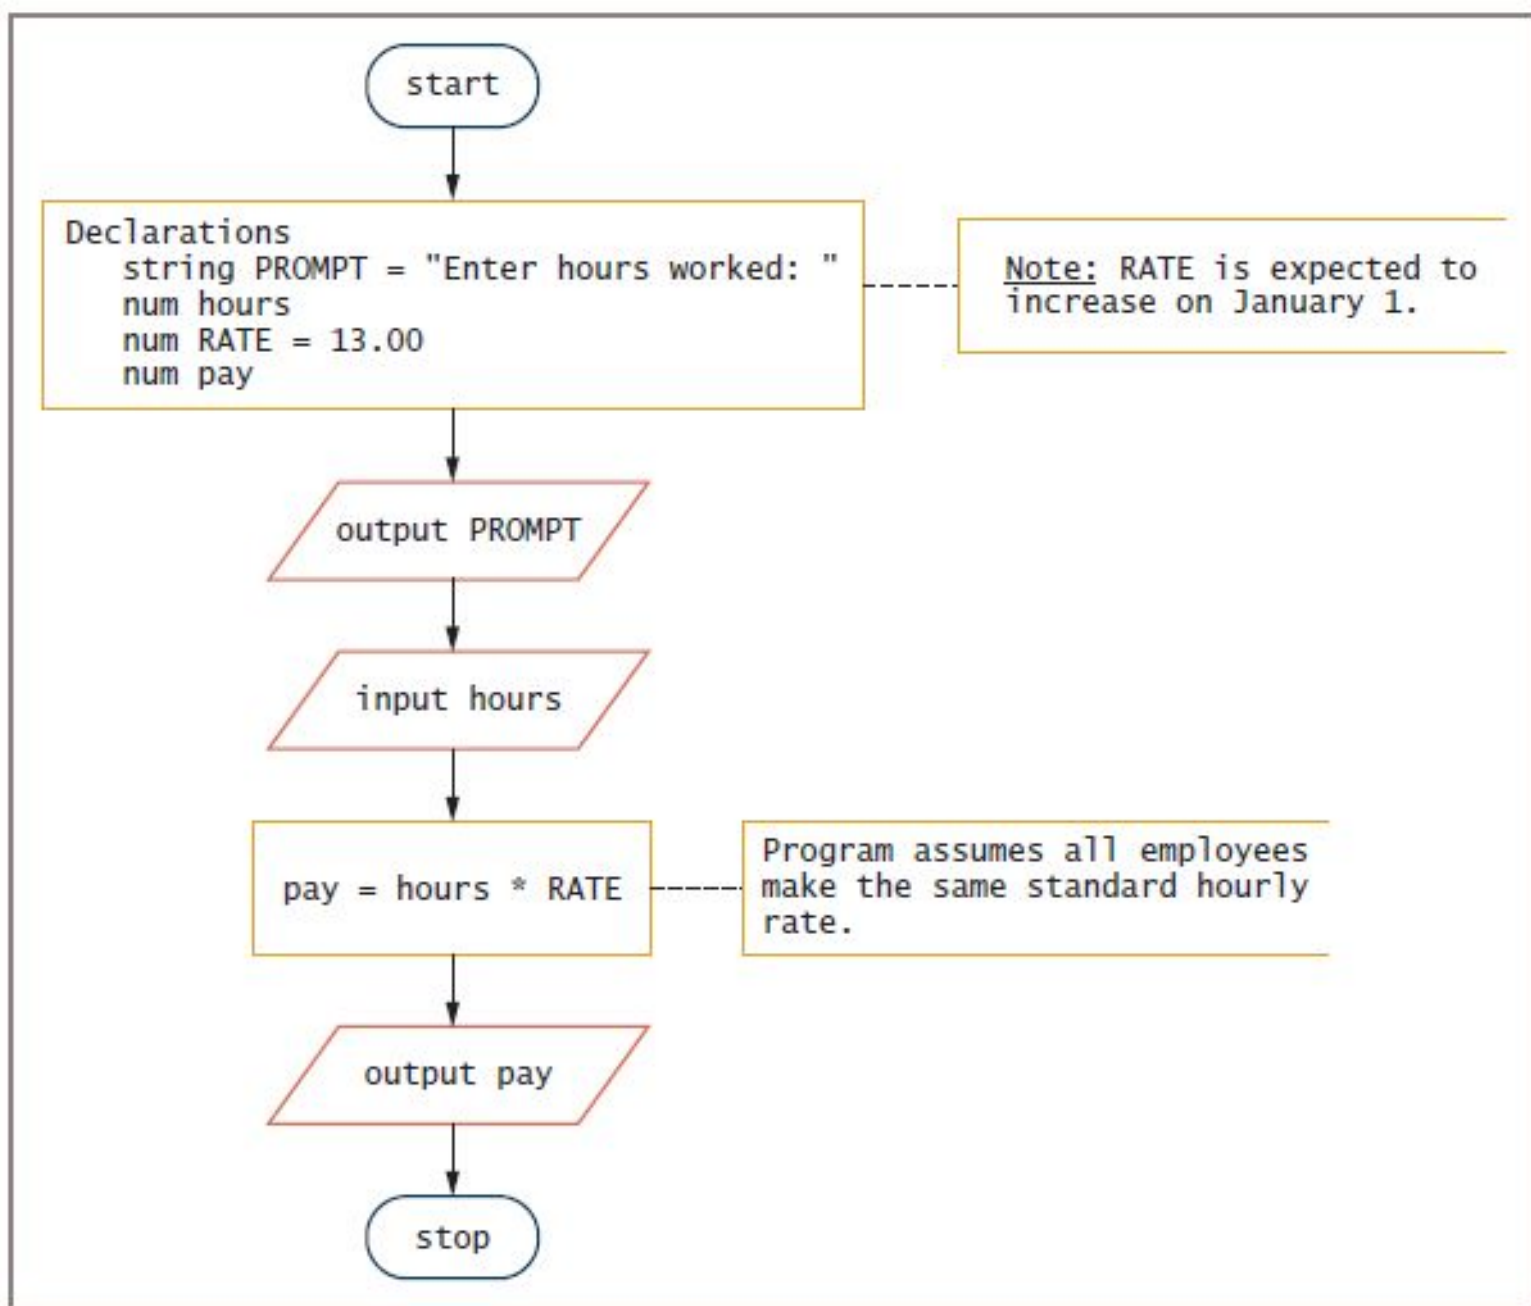 start
Declarations
string PROMPT = "Enter hours worked: "
num hours
num RATE = 13.00
num pay
Note: RATE is expected to
increase on January 1.
output PROMPT
input hours
pay = hours * RATE
Program assumes all employees
make the same standard hourly
rate.
output pay
stop